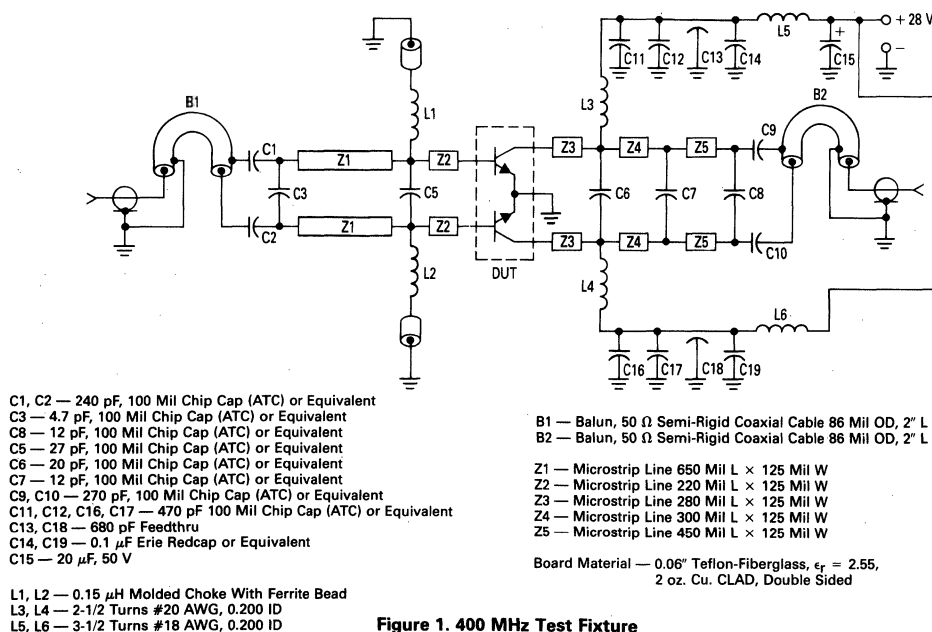 L5
+ 28 V
−
C11
C12
C13
C14
+
C15
B1
L1
L3
B2
C1
C9
Z1
Z2
Z3
Z4
Z5
C3
C5
C6
C7
C8
C2
Z1
Z2
Z3
Z4
Z5
C10
DUT
L2
L4
L6
C16
C17
C18
C19
C1, C2 — 240 pF, 100 Mil Chip Cap (ATC) or Equivalent
C3 — 4.7 pF, 100 Mil Chip Cap (ATC) or Equivalent
C8 — 12 pF, 100 Mil Chip Cap (ATC) or Equivalent
C5 — 27 pF, 100 Mil Chip Cap (ATC) or Equivalent
C6 — 20 pF, 100 Mil Chip Cap (ATC) or Equivalent
C7 — 12 pF, 100 Mil Chip Cap (ATC) or Equivalent
C9, C10 — 270 pF, 100 Mil Chip Cap (ATC) or Equivalent
C11, C12, C16, C17 — 470 pF 100 Mil Chip Cap (ATC) or Equivalent
C13, C18 — 680 pF Feedthru
C14, C19 — 0.1 μF Erie Redcap or Equivalent
C15 — 20 μF, 50 V
L1, L2 — 0.15 μH Molded Choke With Ferrite Bead
L3, L4 — 2-1/2 Turns #20 AWG, 0.200 ID
L5, L6 — 3-1/2 Turns #18 AWG, 0.200 ID
B1 — Balun, 50 Ω Semi-Rigid Coaxial Cable 86 Mil OD, 2″ L
B2 — Balun, 50 Ω Semi-Rigid Coaxial Cable 86 Mil OD, 2″ L
Z1 — Microstrip Line 650 Mil L × 125 Mil W
Z2 — Microstrip Line 220 Mil L × 125 Mil W
Z3 — Microstrip Line 280 Mil L × 125 Mil W
Z4 — Microstrip Line 300 Mil L × 125 Mil W
Z5 — Microstrip Line 450 Mil L × 125 Mil W
Board Material — 0.06″ Teflon-Fiberglass, εr = 2.55,
2 oz. Cu. CLAD, Double Sided
Figure 1. 400 MHz Test Fixture